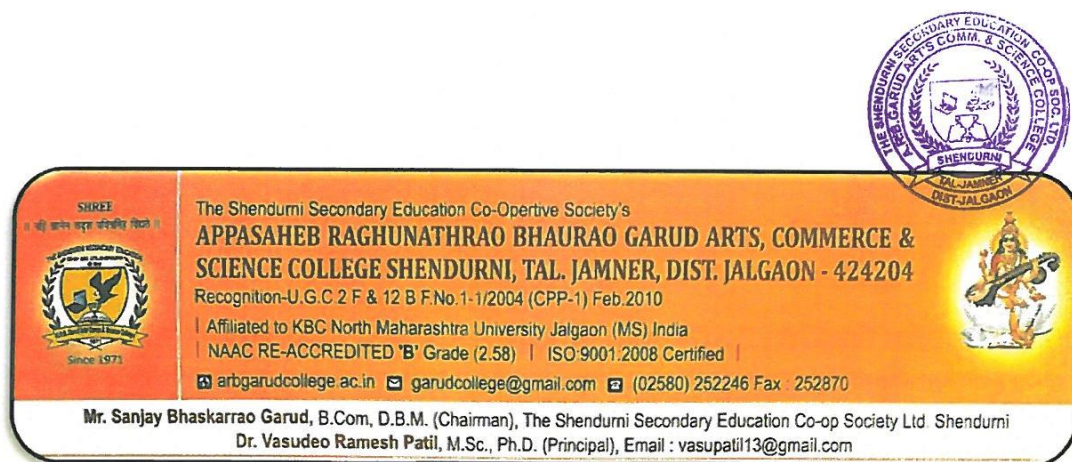 THE SHENDURNI SECONDARY EDUCATION CO-OP SOC. LTD.
A.R.B. GARUD ART'S COMM. & SCIENCE COLLEGE
SHENDURNI
TAL-JAMNER
DIST-JALGAON
SHREE
Since 1971
The Shendurni Secondary Education Co-Opertive Society's
APPASAHEB RAGHUNATHRAO BHAURAO GARUD ARTS, COMMERCE &
SCIENCE COLLEGE SHENDURNI, TAL. JAMNER, DIST. JALGAON - 424204
Recognition-U.G.C 2 F & 12 B F.No.1-1/2004 (CPP-1) Feb.2010
| Affiliated to KBC North Maharashtra University Jalgaon (MS) India
| NAAC RE-ACCREDITED 'B' Grade (2.58) | ISO:9001:2008 Certified |
arbgarudcollege.ac.in garudcollege@gmail.com (02580) 252246 Fax : 252870
Mr. Sanjay Bhaskarrao Garud, B.Com, D.B.M. (Chairman), The Shendurni Secondary Education Co-op Society Ltd. Shendurni
Dr. Vasudeo Ramesh Patil, M.Sc., Ph.D. (Principal), Email : vasupatil13@gmail.com